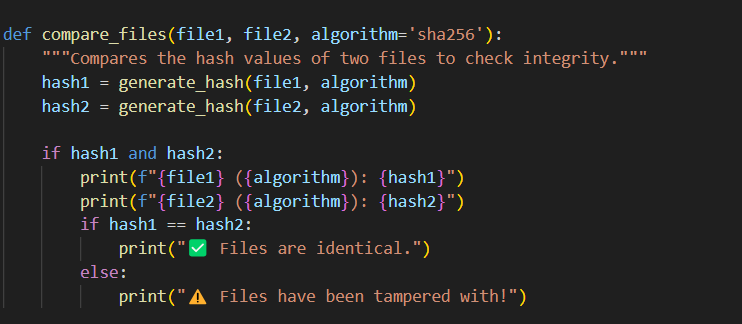 def compare_files(file1, file2, algorithm='sha256'):
    """Compares the hash values of two files to check integrity."""
    hash1 = generate_hash(file1, algorithm)
    hash2 = generate_hash(file2, algorithm)

    if hash1 and hash2:
        print(f"{file1} ({algorithm}): {hash1}")
        print(f"{file2} ({algorithm}): {hash2}")
        if hash1 == hash2:
            print("✅ Files are identical.")
        else:
            print("⚠️ Files have been tampered with!")